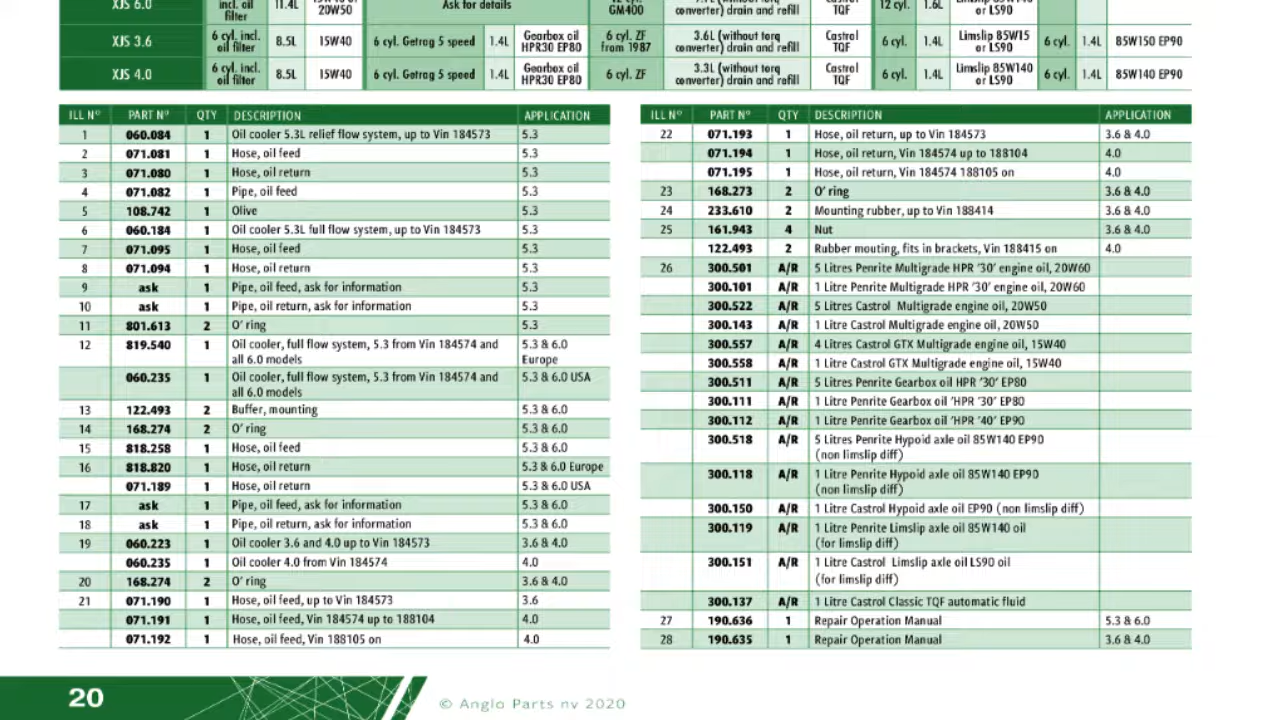 XJS 6.0 incl. oil filter 11.4L 20W50 Ask for details GM400 converter) drain and refill TQF 12 cyl. 1.6L or LS90
XJS 3.6 6 cyl. incl. oil filter 8.5L 15W40 6 cyl. Getrag 5 speed 1.4L Gearbox oil HPR30 EP80 6 cyl. ZF from 1987 3.6L (without torq converter) drain and refill Castrol TQF 6 cyl. 1.4L Limslip 85W15 or LS90 6 cyl. 1.4L 85W150 EP90
XJS 4.0 6 cyl. incl. oil filter 8.5L 15W40 6 cyl. Getrag 5 speed 1.4L Gearbox oil HPR30 EP80 6 cyl. ZF 3.3L (without torq converter) drain and refill Castrol TQF 6 cyl. 1.4L Limslip 85W140 or LS90 6 cyl. 1.4L 85W140 EP90
ILL N° PART N° QTY DESCRIPTION APPLICATION
1 060.084 1 Oil cooler 5.3L relief flow system, up to Vin 184573 5.3
2 071.081 1 Hose, oil feed 5.3
3 071.080 1 Hose, oil return 5.3
4 071.082 1 Pipe, oil feed 5.3
5 108.742 1 Olive 5.3
6 060.184 1 Oil cooler 5.3L full flow system, up to Vin 184573 5.3
7 071.095 1 Hose, oil feed 5.3
8 071.094 1 Hose, oil return 5.3
9 ask 1 Pipe, oil feed, ask for information 5.3
10 ask 1 Pipe, oil return, ask for information 5.3
11 801.613 2 O' ring 5.3
12 819.540 1 Oil cooler, full flow system, 5.3 from Vin 184574 and 5.3 & 6.0
all 6.0 models Europe
060.235 1 Oil cooler, full flow system, 5.3 from Vin 184574 and 5.3 & 6.0 USA
all 6.0 models
13 122.493 2 Buffer, mounting 5.3 & 6.0
14 168.274 2 O' ring 5.3 & 6.0
15 818.258 1 Hose, oil feed 5.3 & 6.0
16 818.820 1 Hose, oil return 5.3 & 6.0 Europe
071.189 1 Hose, oil return 5.3 & 6.0 USA
17 ask 1 Pipe, oil feed, ask for information 5.3 & 6.0
18 ask 1 Pipe, oil return, ask for information 5.3 & 6.0
19 060.223 1 Oil cooler 3.6 and 4.0 up to Vin 184573 3.6 & 4.0
060.235 1 Oil cooler 4.0 from Vin 184574 4.0
20 168.274 2 O' ring 3.6 & 4.0
21 071.190 1 Hose, oil feed, up to Vin 184573 3.6
071.191 1 Hose, oil feed, Vin 184574 up to 188104 4.0
071.192 1 Hose, oil feed, Vin 188105 on 4.0
ILL N° PART N° QTY DESCRIPTION APPLICATION
22 071.193 1 Hose, oil return, up to Vin 184573 3.6 & 4.0
071.194 1 Hose, oil return, Vin 184574 up to 188104 4.0
071.195 1 Hose, oil return, Vin 184574 188105 on 4.0
23 168.273 2 O' ring 3.6 & 4.0
24 233.610 2 Mounting rubber, up to Vin 188414 3.6 & 4.0
25 161.943 4 Nut 3.6 & 4.0
122.493 2 Rubber mouting, fits in brackets, Vin 188415 on 4.0
26 300.501 A/R 5 Litres Penrite Multigrade HPR '30' engine oil, 20W60
300.101 A/R 1 Litre Penrite Multigrade HPR '30' engine oil, 20W60
300.522 A/R 5 Litres Castrol Multigrade engine oil, 20W50
300.143 A/R 1 Litre Castrol Multigrade engine oil, 20W50
300.557 A/R 4 Litres Castrol GTX Multigrade engine oil, 15W40
300.558 A/R 1 Litre Castrol GTX Multigrade engine oil, 15W40
300.511 A/R 5 Litres Penrite Gearbox oil HPR '30' EP80
300.111 A/R 1 Litre Penrite Gearbox oil 'HPR '30' EP80
300.112 A/R 1 Litre Penrite Gearbox oil 'HPR '40' EP90
300.518 A/R 5 Litres Penrite Hypoid axle oil 85W140 EP90
(non limslip diff)
300.118 A/R 1 Litre Penrite Hypoid axle oil 85W140 EP90
(non limslip diff)
300.150 A/R 1 Litre Castrol Hypoid axle oil EP90 (non limslip diff)
300.119 A/R 1 Litre Penrite Limslip axle oil 85W140 oil
(for limslip diff)
300.151 A/R 1 Litre Castrol Limslip axle oil LS90 oil
(for limslip diff)
300.137 A/R 1 Litre Castrol Classic TQF automatic fluid
27 190.636 1 Repair Operation Manual 5.3 & 6.0
28 190.635 1 Repair Operation Manual 3.6 & 4.0
20
© Anglo Parts nv 2020